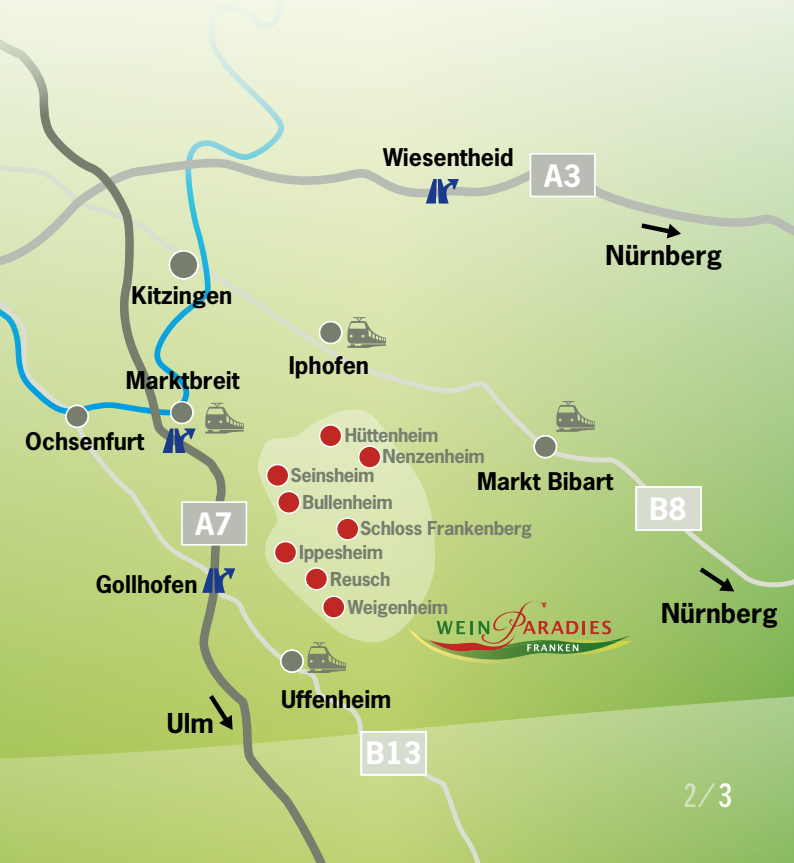 Wiesentheid
A3
Nürnberg
Kitzingen
Iphofen
Marktbreit
Ochsenfurt
Hüttenheim
Nenzenheim
Seinsheim
Markt Bibart
Bullenheim
B8
A7
Schloss Frankenberg
Ippesheim
Gollhofen
Reusch
Weigenheim
Nürnberg
WEINPARADIES
FRANKEN
Uffenheim
Ulm
B13
2/3